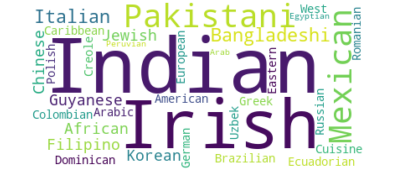 Italian Pakistani West
Egyptian
Caribbean Jewish Bangladeshi
Creole Peruvian Arab
Chinese Polish European Eastern Mexican Romanian
Indian
Guyanese American
Colombian Arabic Greek
African Irish Uzbek Russian
Filipino Korean German Brazilian Cuisine
Dominican Ecuadorian